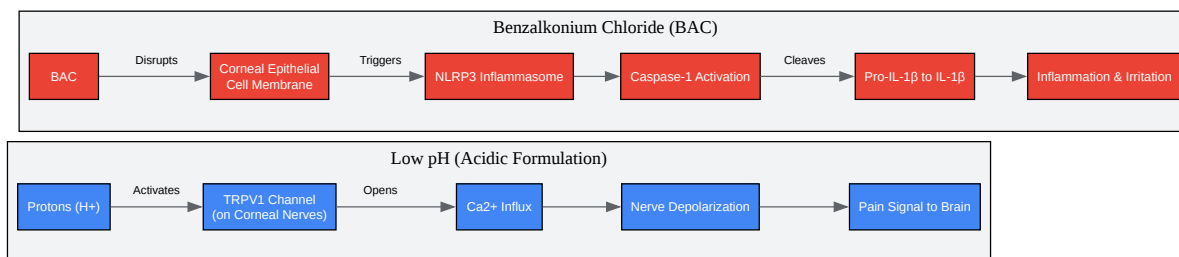 Benzalkonium Chloride (BAC)
BAC
Disrupts
Corneal Epithelial
Cell Membrane
Triggers
NLRP3 Inflammasome
Caspase-1 Activation
Cleaves
Pro-IL-1β to IL-1β
Inflammation & Irritation
Low pH (Acidic Formulation)
Protons (H+)
Activates
TRPV1 Channel
(on Corneal Nerves)
Opens
Ca2+ Influx
Nerve Depolarization
Pain Signal to Brain